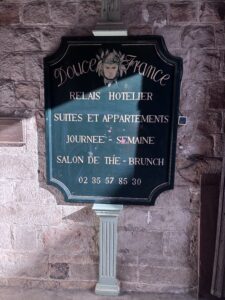 Douce France
RELAIS HOTELIER
SUITES ET APPARTEMENTS
JOURNEE - SEMAINE
SALON DE THE - BRUNCH
02 35 57 85 30